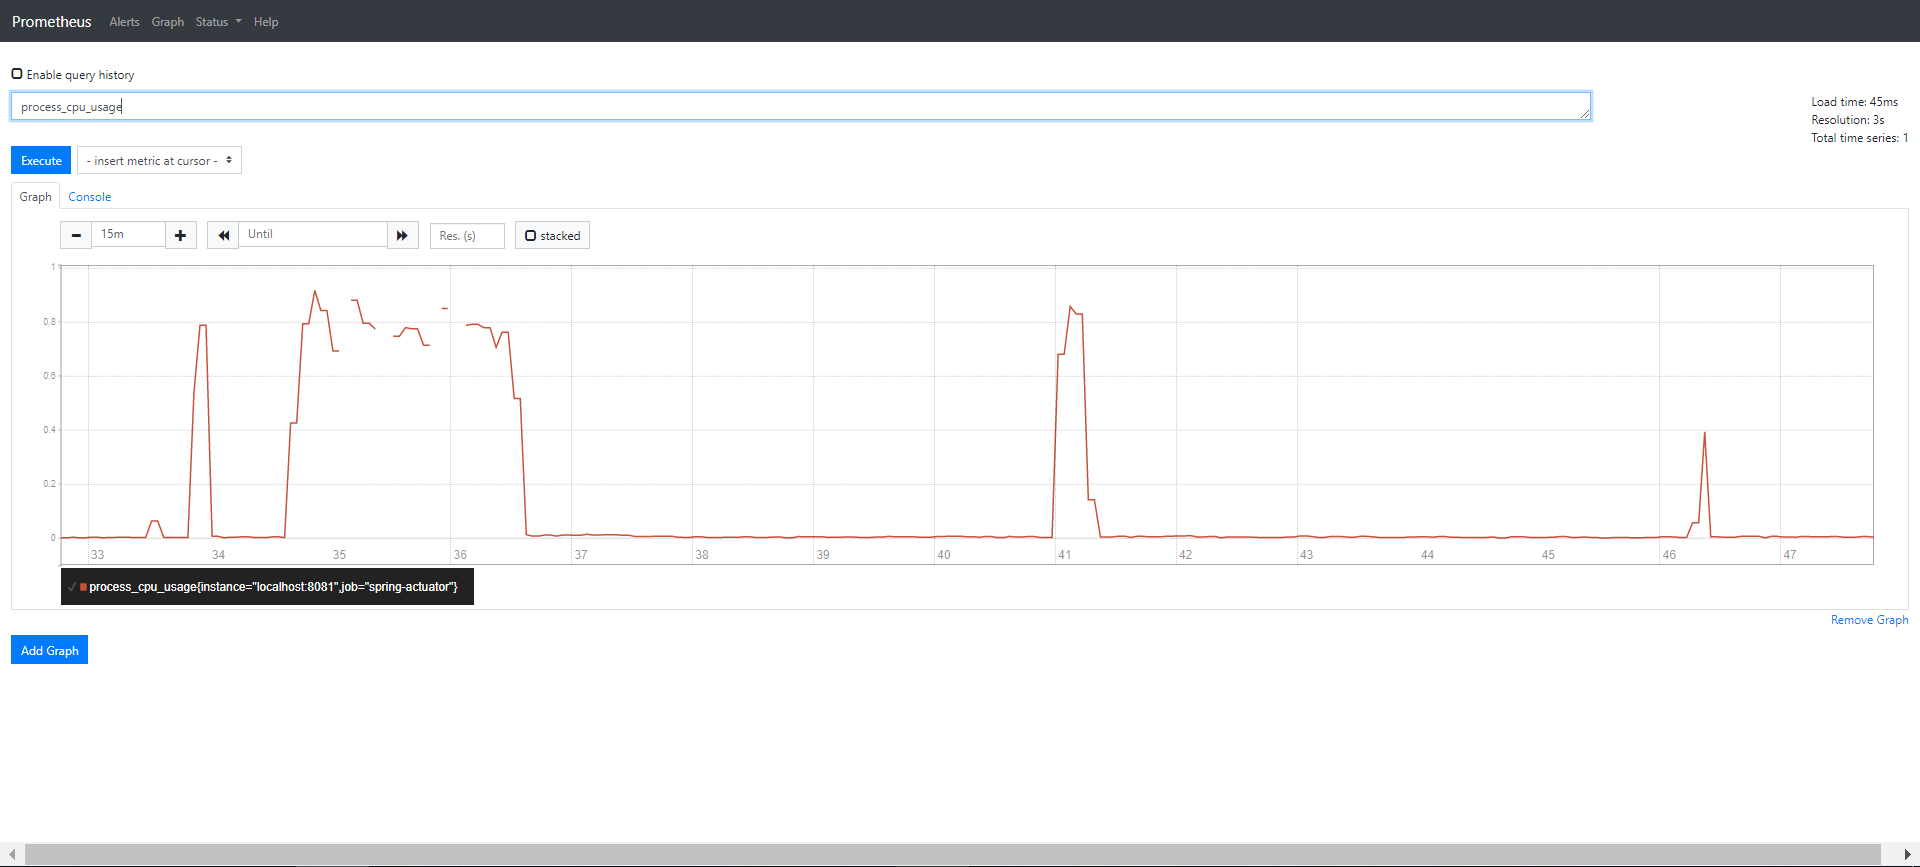 Prometheus Alerts Graph Status Help
Enable query history
process_cpu_usage
Load time: 45ms
Resolution: 3s
Total time series: 1
Execute - insert metric at cursor -
Graph Console
15m Until Res. (s) stacked
1
0.8
0.6
0.4
0.2
0
33 34 35 36 37 38 39 40 41 42 43 44 45 46 47
process_cpu_usage{instance="localhost:8081",job="spring-actuator"}
Remove Graph
Add Graph